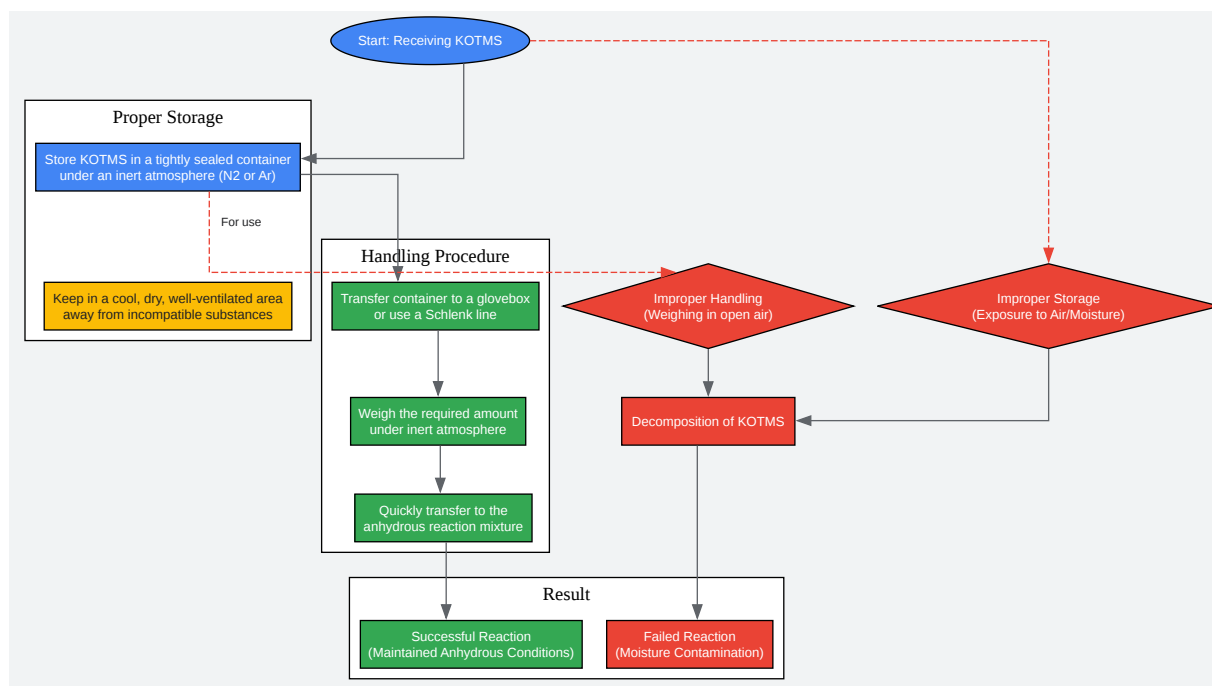 Start: Receiving KOTMS
Proper Storage
Store KOTMS in a tightly sealed container
under an inert atmosphere (N2 or Ar)
For use
Keep in a cool, dry, well-ventilated area
away from incompatible substances
Handling Procedure
Transfer container to a glovebox
or use a Schlenk line
Weigh the required amount
under inert atmosphere
Quickly transfer to the
anhydrous reaction mixture
Improper Handling
(Weighing in open air)
Improper Storage
(Exposure to Air/Moisture)
Decomposition of KOTMS
Result
Successful Reaction
(Maintained Anhydrous Conditions)
Failed Reaction
(Moisture Contamination)